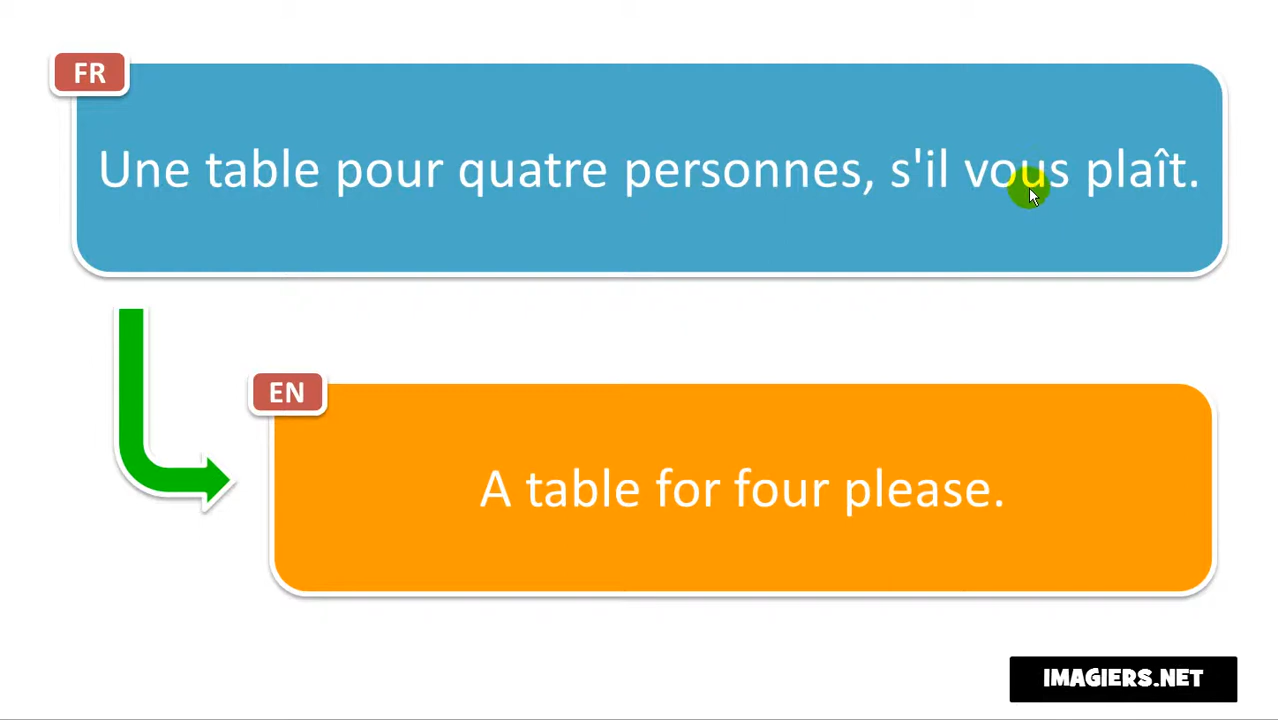 FR
Une table pour quatre personnes, s'il vous plaît.
EN
A table for four please.
IMAGIERS.NET